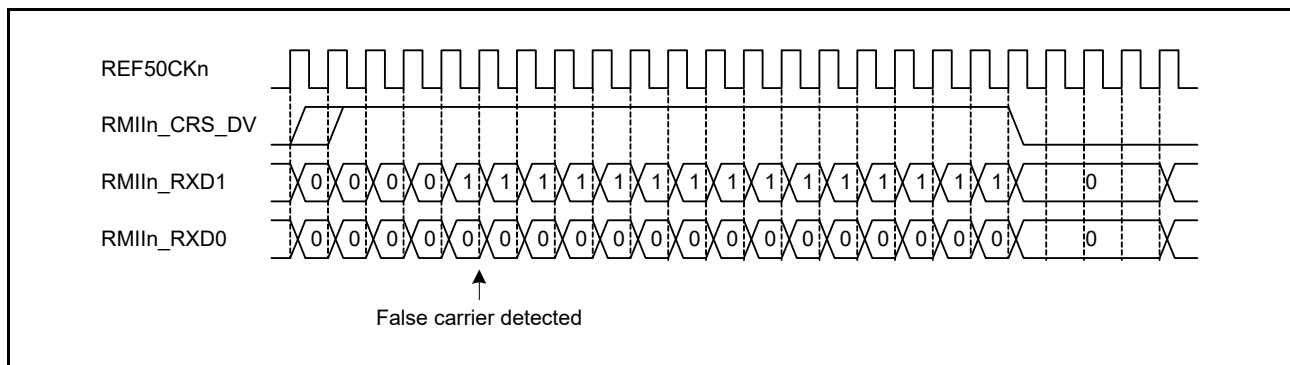 REF50CKn
RMIIn_CRS_DV
RMIIn_RXD1 0 0 0 0 1 1 1 1 1 1 1 1 1 1 1 1 1 1 1 0
RMIIn_RXD0 0 0 0 0 0 0 0 0 0 0 0 0 0 0 0 0 0 0 0 0
False carrier detected